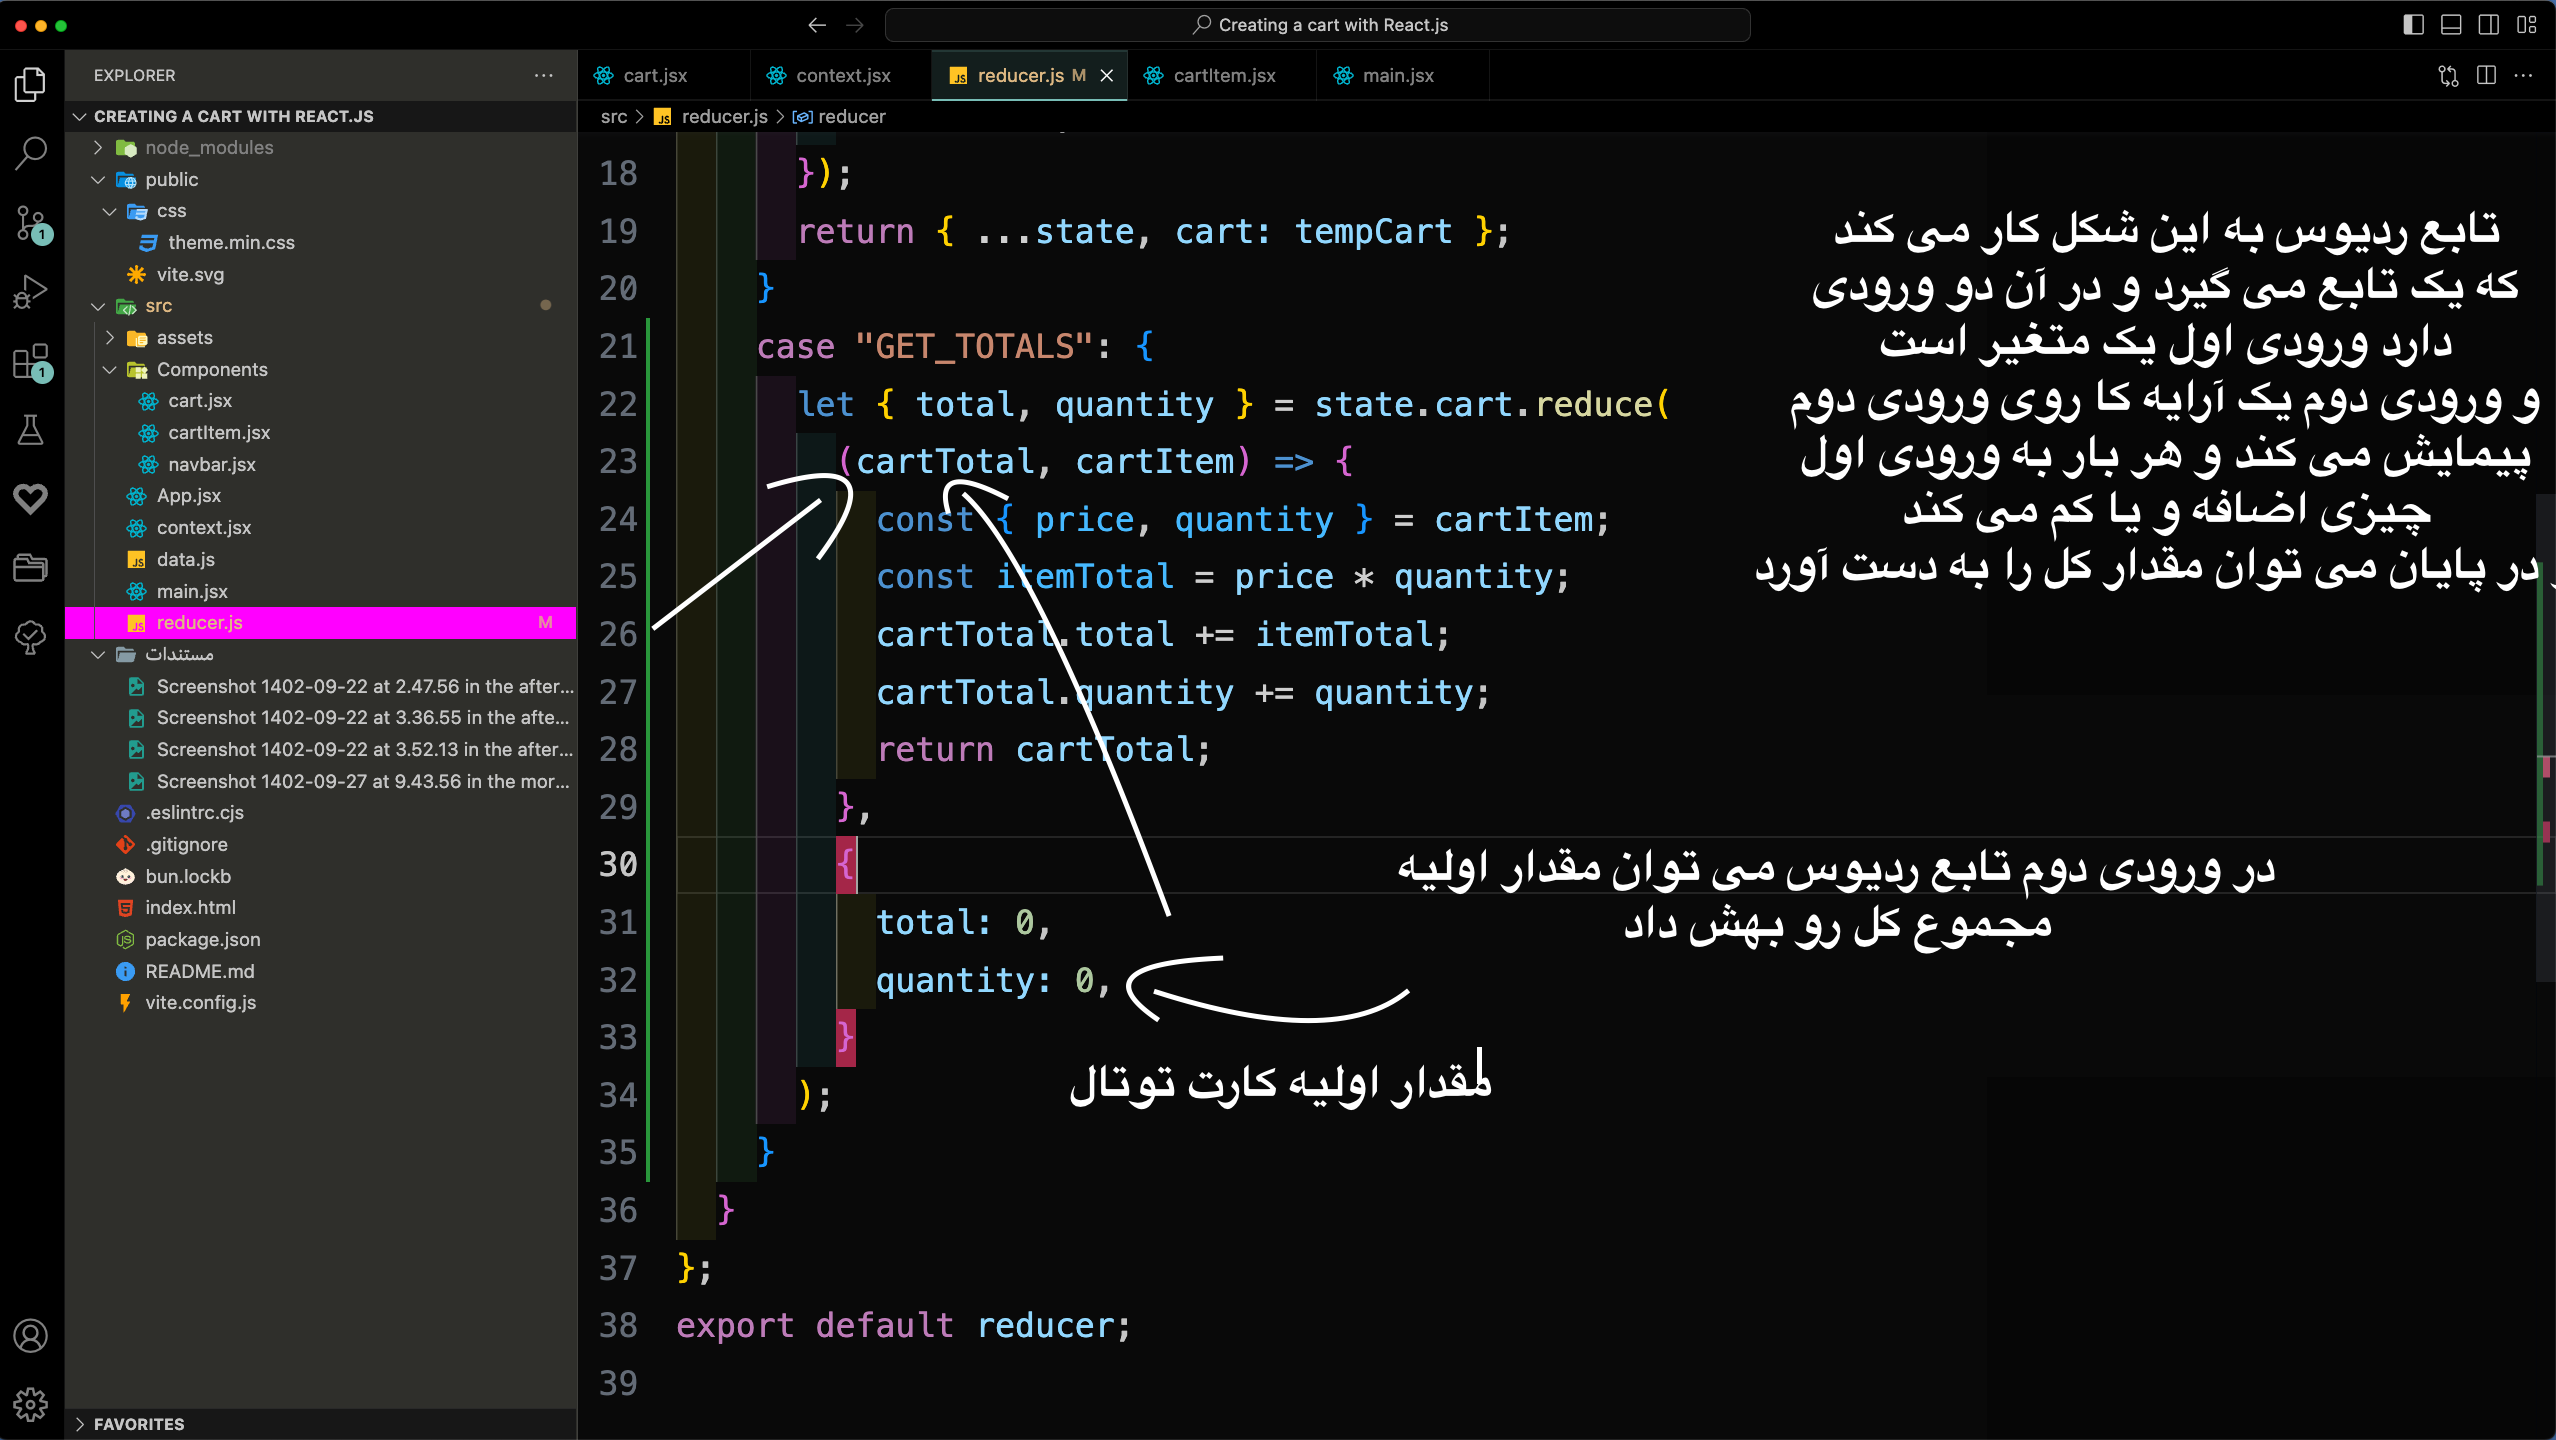 Creating a cart with React.js
EXPLORER
CREATING A CART WITH REACT.JS
node_modules
public
css
theme.min.css
vite.svg
src
assets
Components
cart.jsx
cartItem.jsx
navbar.jsx
App.jsx
context.jsx
data.js
main.jsx
reducer.js M
مستندات
Screenshot 1402-09-22 at 2.47.56 in the after...
Screenshot 1402-09-22 at 3.36.55 in the afte...
Screenshot 1402-09-22 at 3.52.13 in the after...
Screenshot 1402-09-27 at 9.43.56 in the mor...
.eslintrc.cjs
.gitignore
bun.lockb
index.html
package.json
README.md
vite.config.js
FAVORITES
1
1
cart.jsx context.jsx JS reducer.js M cartItem.jsx main.jsx
src > JS reducer.js > reducer
18 });
19 return { ...state, cart: tempCart };
20 }
21 case "GET_TOTALS": {
22 let { total, quantity } = state.cart.reduce(
23 (cartTotal, cartItem) => {
24 const { price, quantity } = cartItem;
25 const itemTotal = price * quantity;
26 cartTotal.total += itemTotal;
27 cartTotal.quantity += quantity;
28 return cartTotal;
29 },
30 {
31 total: 0,
32 quantity: 0,
33 }
34 );
35 }
36 }
37 };
38 export default reducer;
39
تابع ردیوس به این شکل کار می کند
که یک تابع می گیرد و در آن دو ورودی
دارد ورودی اول یک متغیر است
و ورودی دوم یک آرایه کا روی ورودی دوم
پیمایش می کند و هر بار به ورودی اول
چیزی اضافه و یا کم می کند
در پایان می توان مقدار کل را به دست آورد
در ورودی دوم تابع ردیوس می توان مقدار اولیه
مجموع کل رو بهش داد
مقدار اولیه کارت توتال